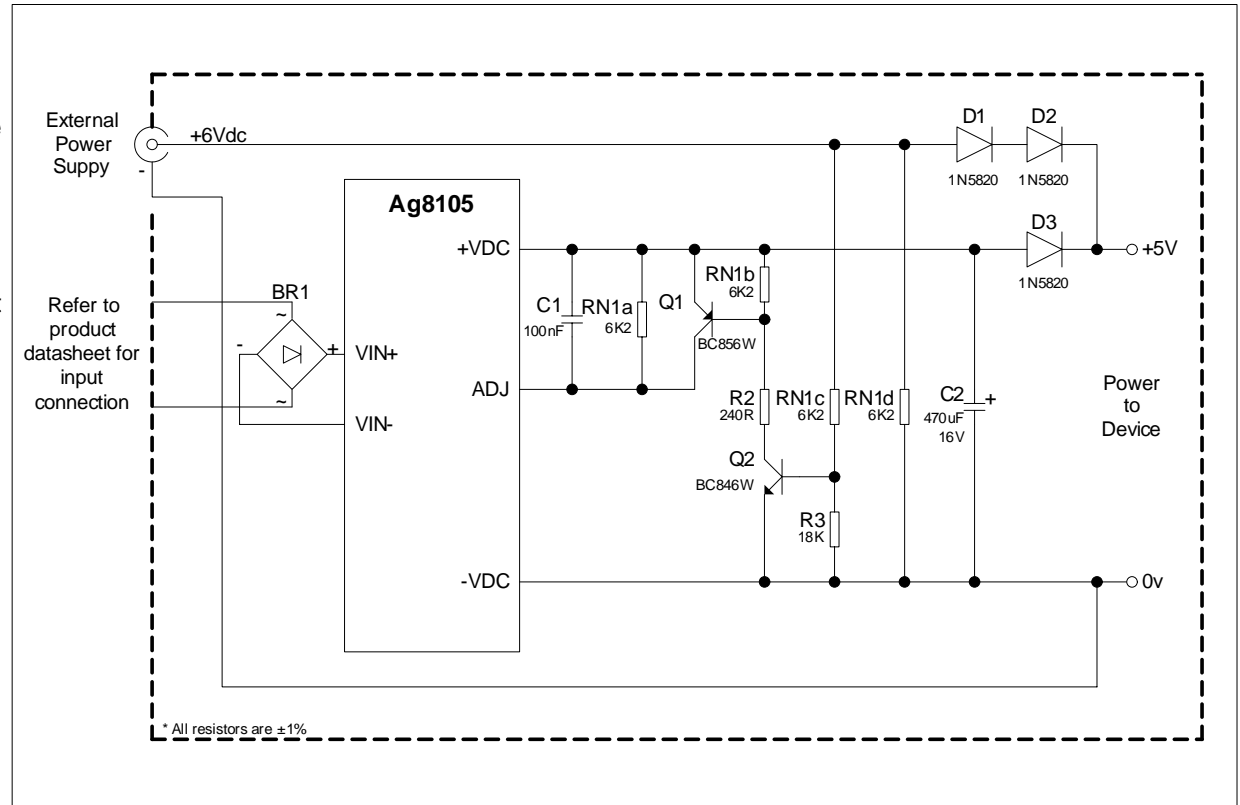 External
Power
Suppy
+6Vdc
-
D1
D2
1N5820
1N5820
Ag8105
+VDC
D3
+5V
1N5820
RN1b
6K2
Refer to
product
datasheet for
input
connection
BR1
~
-
+
~
VIN+
VIN-
C1
100nF
RN1a
6K2
Q1
BC856W
ADJ
R2
240R
RN1c
6K2
RN1d
6K2
C2
470uF
16V
+
Power
to
Device
Q2
BC846W
R3
18K
-VDC
0v
* All resistors are ±1%